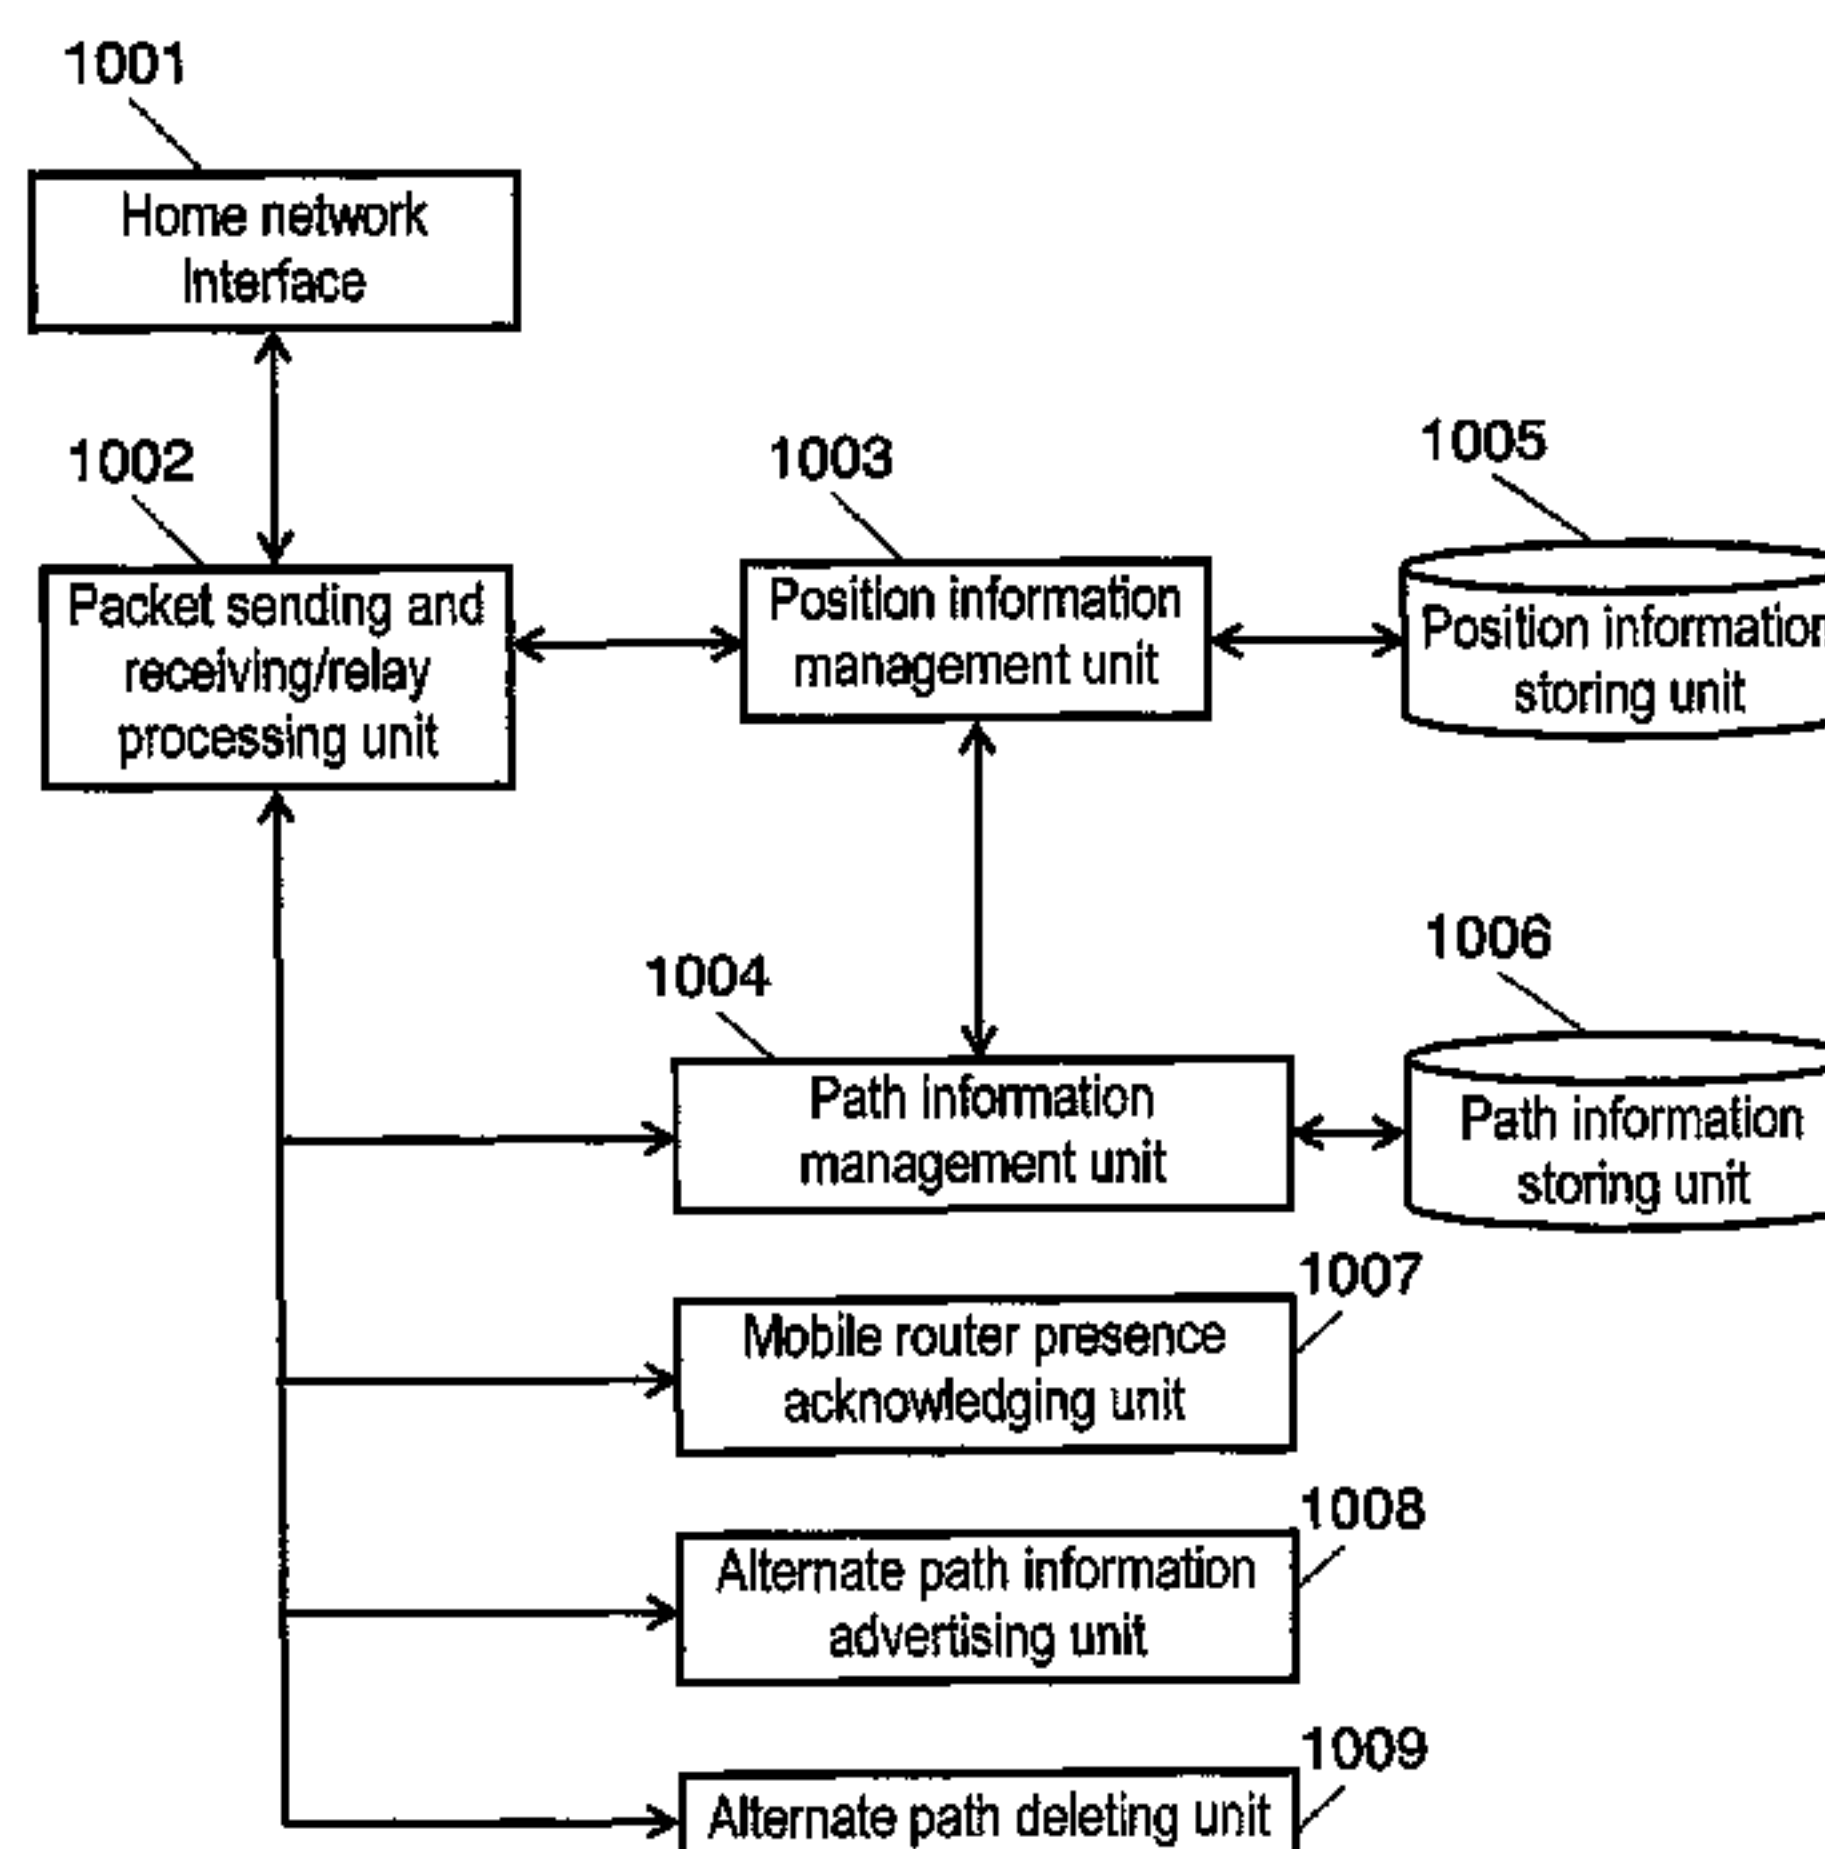 1001
Home network
Interface
1002
Packet sending and
receiving/relay
processing unit
1003
Position information
management unit
1005
Position information
storing unit
1004
Path information
management unit
1006
Path information
storing unit
1007
Mobile router presence
acknowledging unit
1008
Alternate path information
advertising unit
1009
Alternate path deleting unit